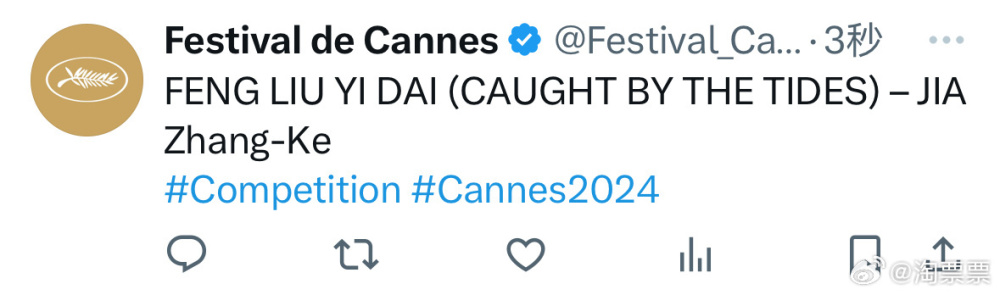 Festival de Cannes @Festival_Ca... · 3秒
FENG LIU YI DAI (CAUGHT BY THE TIDES) – JIA
Zhang-Ke
#Competition #Cannes2024
@淘票票